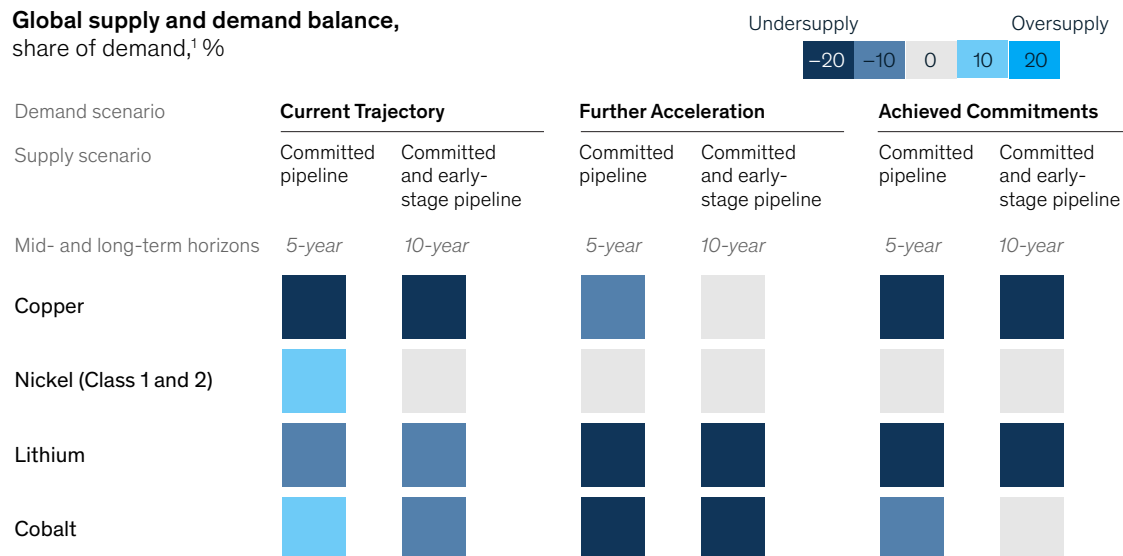 Global supply and demand balance,
share of demand,¹ %
Undersupply Oversupply
−20 −10 0 10 20
Demand scenario Current Trajectory Further Acceleration Achieved Commitments
Supply scenario Committed Committed Committed Committed Committed Committed
pipeline and early- pipeline and early- pipeline and early-
stage pipeline stage pipeline stage pipeline
Mid- and long-term horizons 5-year 10-year 5-year 10-year 5-year 10-year
Copper
Nickel (Class 1 and 2)
Lithium
Cobalt